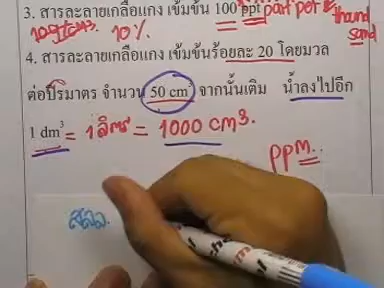 3. สารละลายเกลือแกง เข้มข้น 100 ppt part per thound
10g/cm3. 10% sand
4. สารละลายเกลือแกง เข้มข้นร้อยละ 20 โดยมวล
ต่อปริมาตร จำนวน 50 cm³ จากนั้นเติม น้ำลงไปอีก
1 dm³ = 1 ลิตร = 1000 cm3.
ppm.